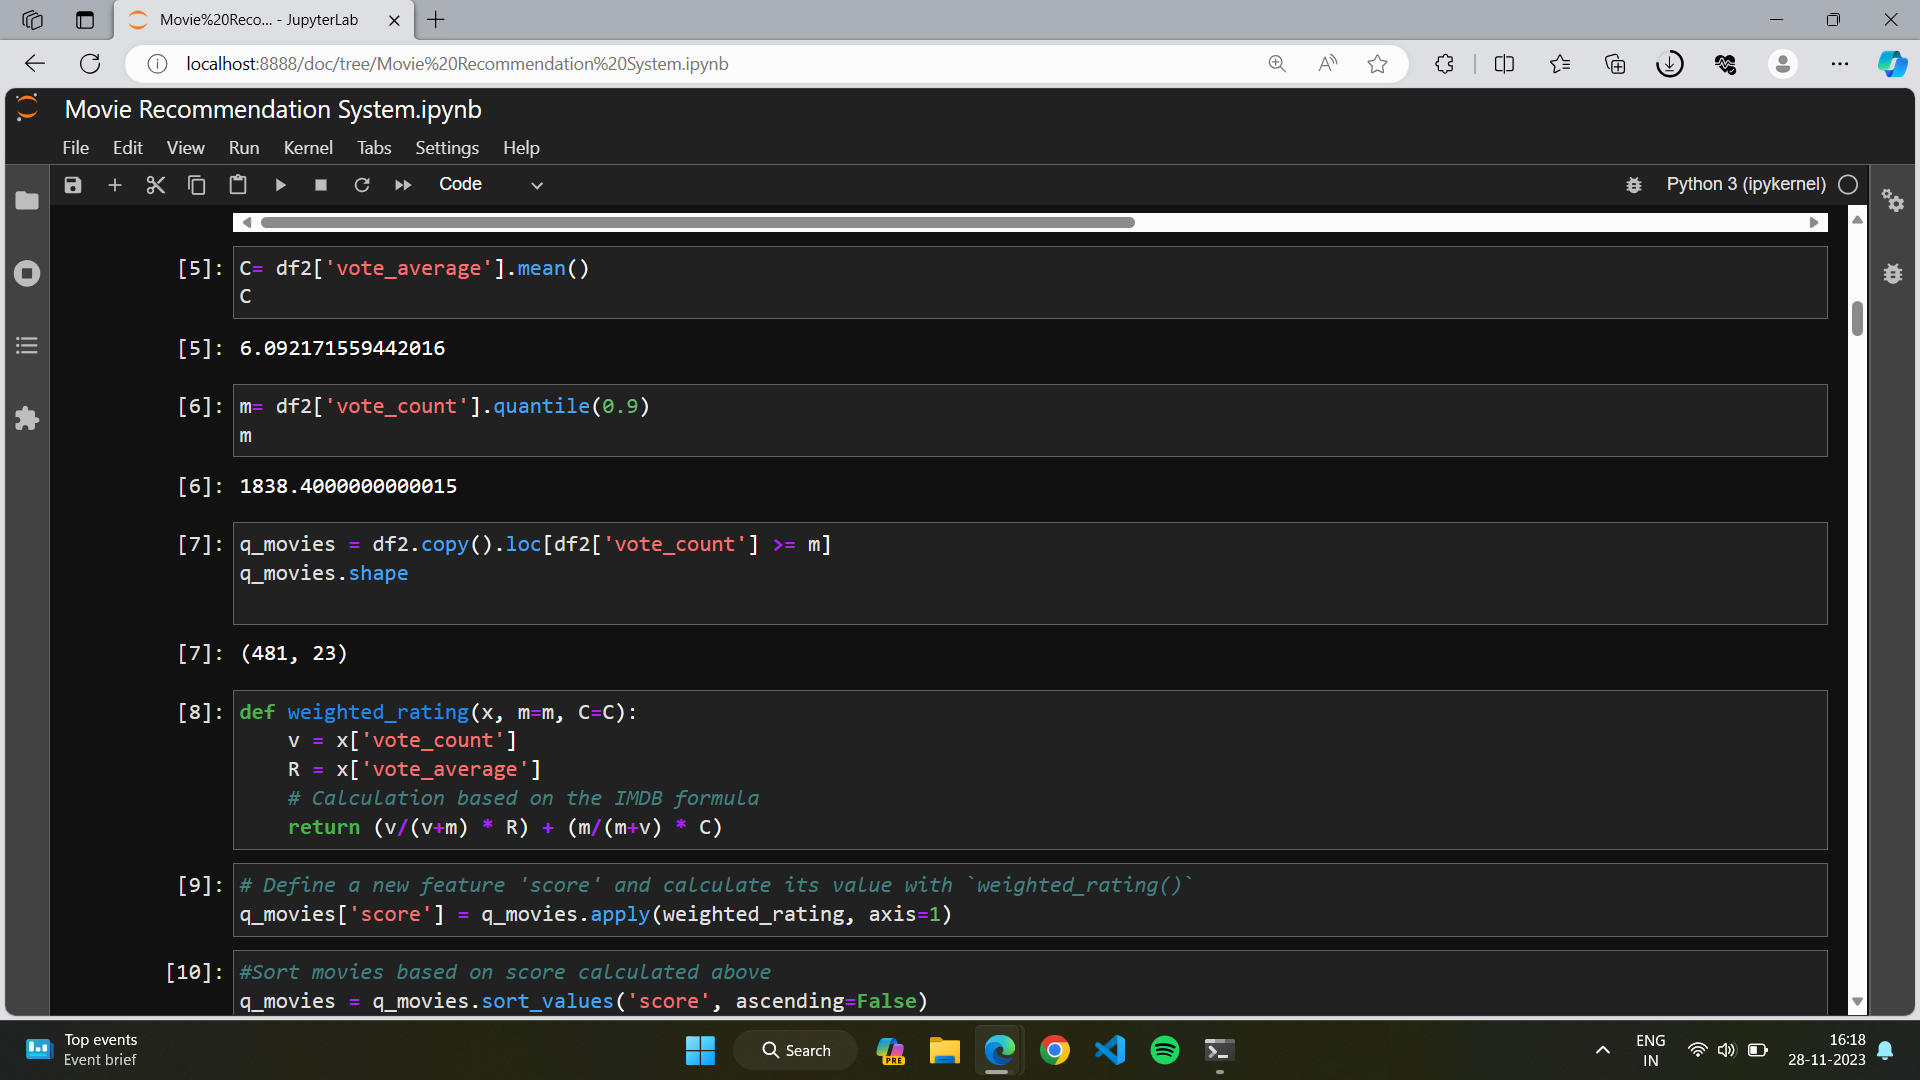 Movie%20Reco... - JupyterLab
localhost:8888/doc/tree/Movie%20Recommendation%20System.ipynb
Movie Recommendation System.ipynb
File Edit View Run Kernel Tabs Settings Help
Code
Python 3 (ipykernel)
[5]: C= df2['vote_average'].mean()
C
[5]: 6.092171559442016
[6]: m= df2['vote_count'].quantile(0.9)
m
[6]: 1838.4000000000015
[7]: q_movies = df2.copy().loc[df2['vote_count'] >= m]
q_movies.shape
[7]: (481, 23)
[8]: def weighted_rating(x, m=m, C=C):
    v = x['vote_count']
    R = x['vote_average']
    # Calculation based on the IMDB formula
    return (v/(v+m) * R) + (m/(m+v) * C)
[9]: # Define a new feature 'score' and calculate its value with `weighted_rating()`
q_movies['score'] = q_movies.apply(weighted_rating, axis=1)
[10]: #Sort movies based on score calculated above
q_movies = q_movies.sort_values('score', ascending=False)
Top events
Event brief
Search
PRE
ENG
IN
16:18
28-11-2023